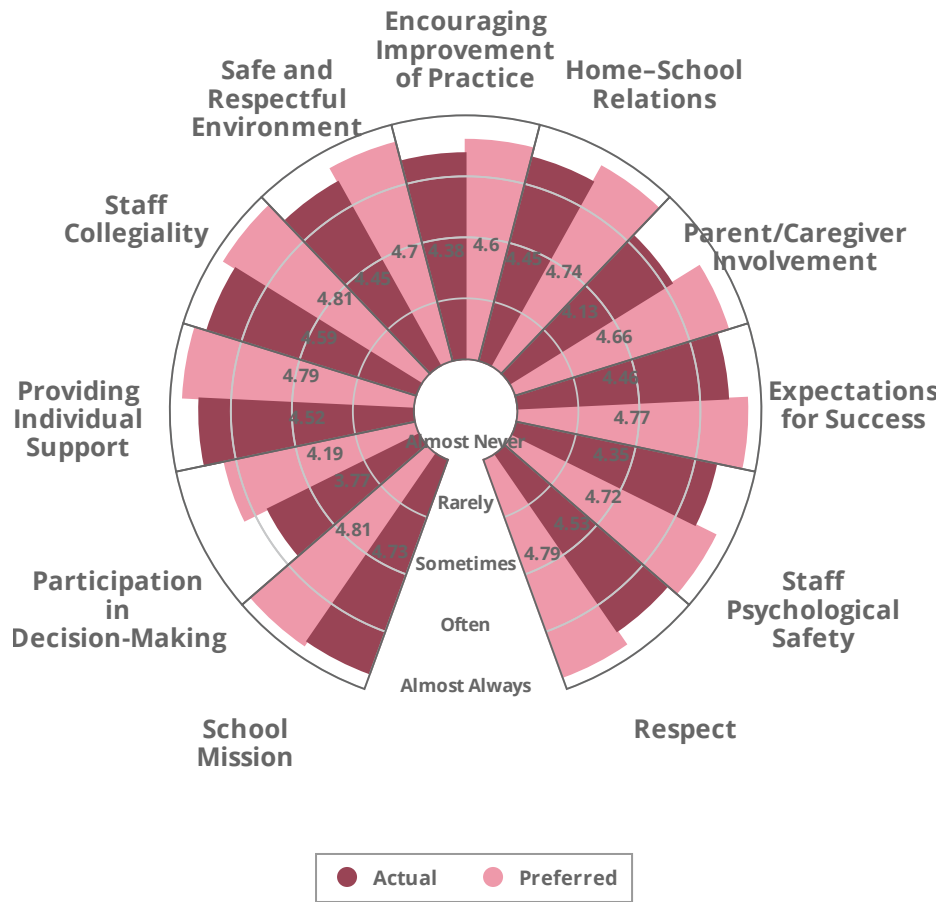 Encouraging
Improvement
of Practice
Home–School
Relations
Safe and
Respectful
Environment
Staff
Collegiality
Parent/Caregiver
Involvement
4.7
4.38
4.6
4.45
4.45
4.74
4.81
4.13
4.59
4.66
4.79
4.46
Providing
Individual
Support
Expectations
for Success
4.52
4.77
Almost Never
4.19
4.35
3.77
4.72
Rarely
4.81
4.53
4.73
4.79
Sometimes
Participation
in
Decision-Making
Staff
Psychological
Safety
Often
Almost Always
School
Mission
Respect
Actual
Preferred